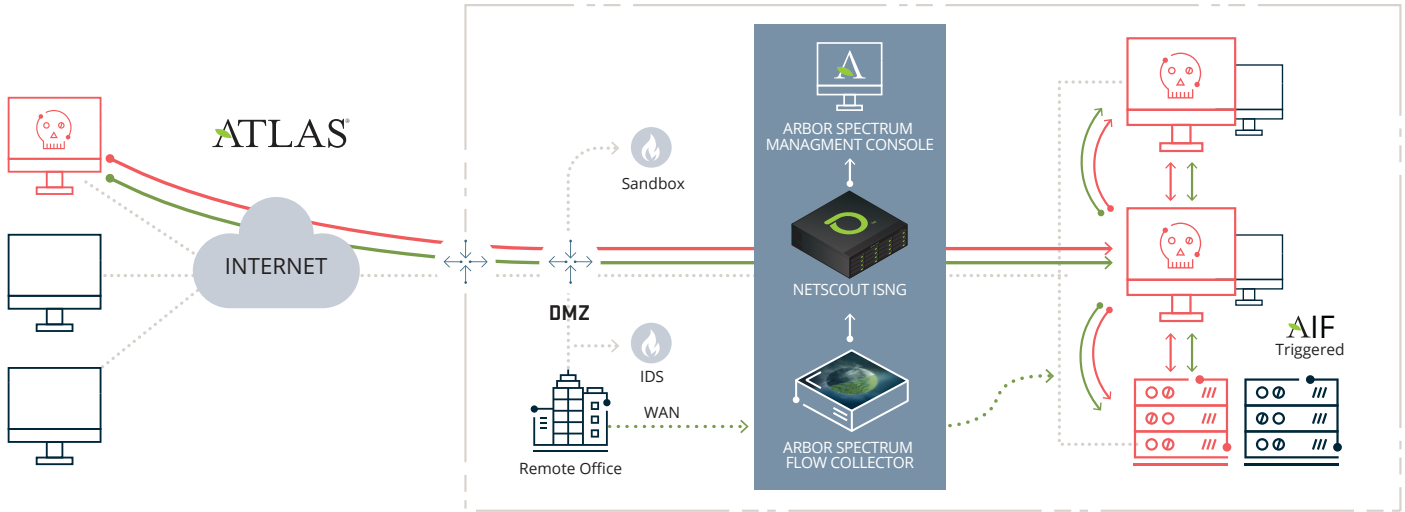 ATLAS®
INTERNET
DMZ
Sandbox
IDS
WAN
Remote Office
A
ARBOR SPECTRUM
MANAGMENT CONSOLE
NETSCOUT ISNG
ARBOR SPECTRUM
FLOW COLLECTOR
AIF
Triggered